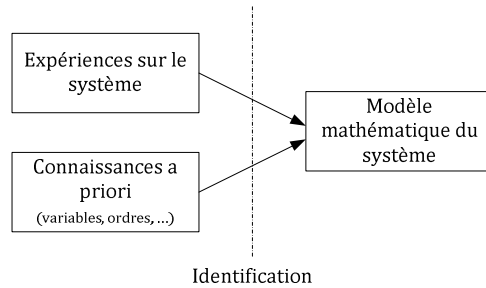 Expériences sur le
système
Connaissances a
priori
(variables, ordres, ...)
Modèle
mathématique du
système
Identification